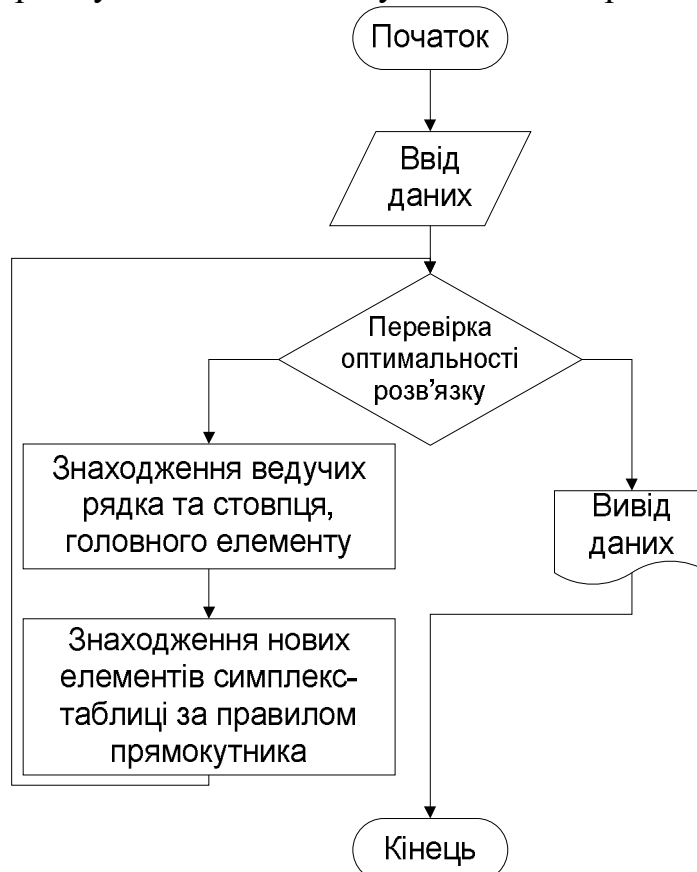 Початок
Ввід
даних
Перевірка
оптимальності
розв'язку
Знаходження ведучих
рядка та стовпця,
головного елементу
Вивід
даних
Знаходження нових
елементів симплекс-
таблиці за правилом
прямокутника
Кінець